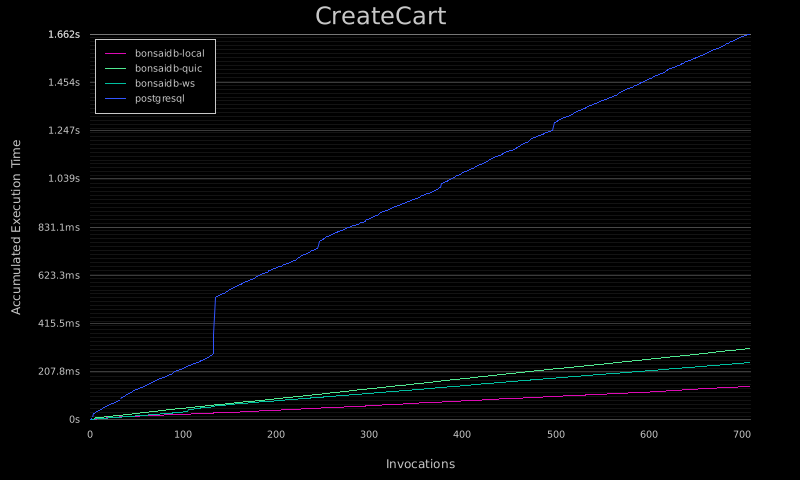 CreateCart
1.662s
bonsaidb-local
bonsaidb-quic
bonsaidb-ws
postgresql
1.454s
1.247s
1.039s
831.1ms
623.3ms
415.5ms
207.8ms
0s
Accumulated Execution Time
0 100 200 300 400 500 600 700
Invocations